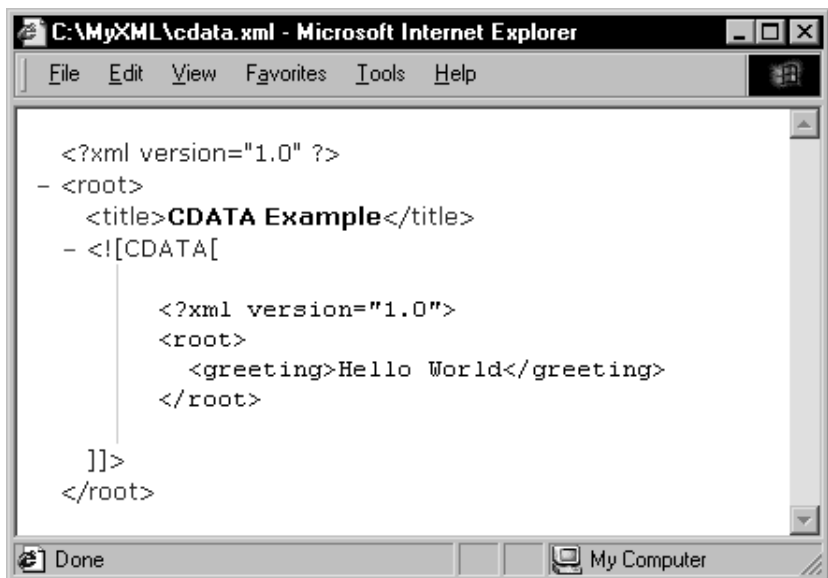 C:\MyXML\cdata.xml - Microsoft Internet Explorer
File Edit View Favorites Tools Help
<?xml version="1.0" ?>
- <root>
<title>CDATA Example</title>
- <![CDATA[
<?xml version="1.0">
<root>
<greeting>Hello World</greeting>
</root>
]]>
</root>
Done My Computer